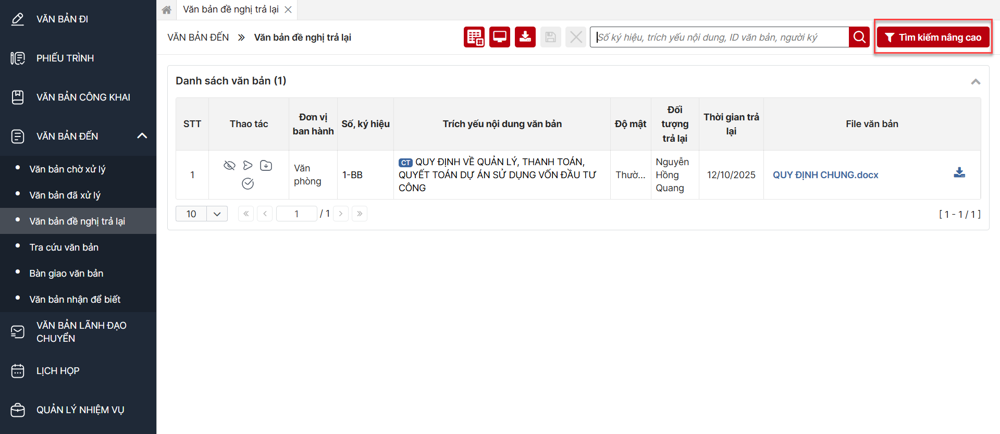 VĂN BẢN ĐI
PHIẾU TRÌNH
VĂN BẢN CÔNG KHAI
VĂN BẢN ĐẾN
Văn bản chờ xử lý
Văn bản đã xử lý
Văn bản đề nghị trả lại
Tra cứu văn bản
Bàn giao văn bản
Văn bản nhận để biết
VĂN BẢN LÃNH ĐẠO
CHUYỂN
LỊCH HỌP
QUẢN LÝ NHIỆM VỤ
Văn bản đề nghị trả lại
VĂN BẢN ĐẾN » Văn bản đề nghị trả lại
Số ký hiệu, trích yếu nội dung, ID văn bản, người ký
Tìm kiếm nâng cao
Danh sách văn bản (1)
STT
Thao tác
Đơn vị
ban hành
Số, ký hiệu
Trích yếu nội dung văn bản
Độ mật
Đối
tượng
trả lại
Thời gian trả
lại
File văn bản
1
Văn
phòng
1-BB
CT QUY ĐỊNH VỀ QUẢN LÝ, THANH TOÁN,
QUYẾT TOÁN DỰ ÁN SỬ DỤNG VỐN ĐẦU TƯ
CÔNG
Thườ...
Nguyễn
Hồng
Quang
12/10/2025
QUY ĐỊNH CHUNG.docx
10
« ‹ 1 / 1 › »
[ 1 - 1 / 1 ]